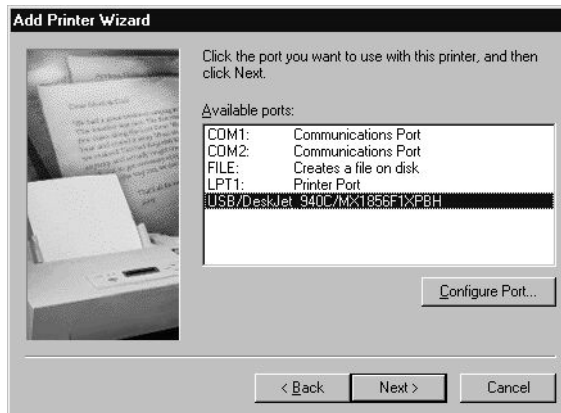 Add Printer Wizard
Click the port you want to use with this printer, and then
click Next.
Available ports:
COM1: Communications Port
COM2: Communications Port
FILE: Creates a file on disk
LPT1: Printer Port
USB/DeskJet 940C/MX1856F1XPBH
Configure Port...
< Back Next > Cancel